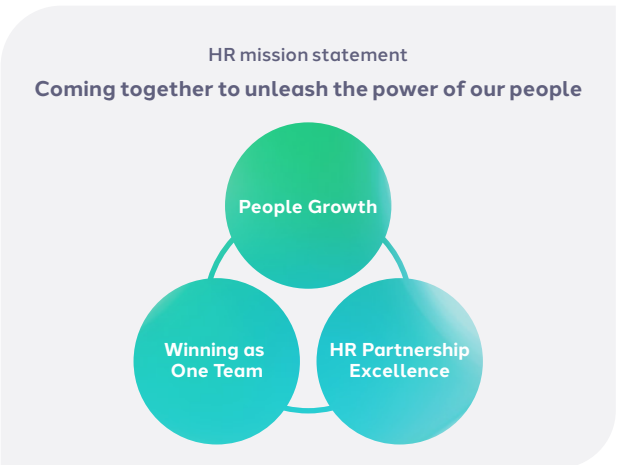 HR mission statement
Coming together to unleash the power of our people
People Growth
Winning as
One Team
HR Partnership
Excellence